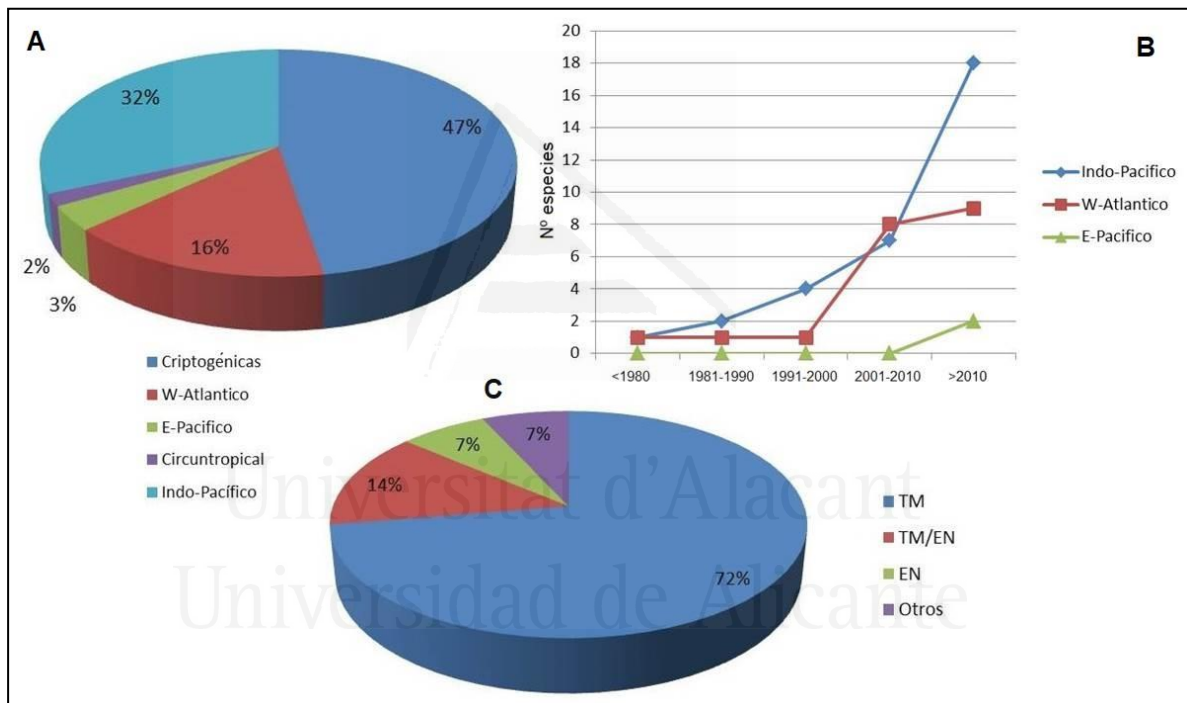 A
32%
47%
16%
2%
3%
Criptogénicas
W-Atlantico
E-Pacifico
Circuntropical
Indo-Pacífico
B
Nº especies
20
18
16
14
12
10
8
6
4
2
0
<1980
1981-1990
1991-2000
2001-2010
>2010
Indo-Pacifico
W-Atlantico
E-Pacifico
C
7%
7%
14%
72%
TM
TM/EN
EN
Otros
Universitat d'Alacant
Universidad de Alicante